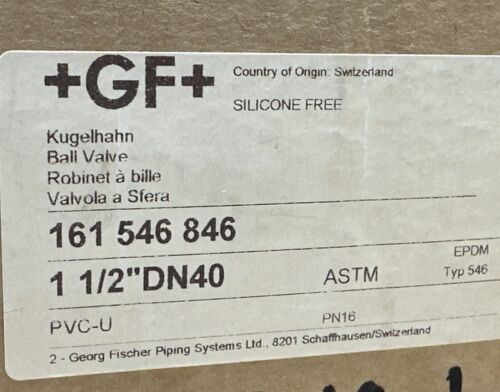 +GF+
Country of Origin: Switzerland
SILICONE FREE
Kugelhahn
Ball Valve
Robinet à bille
Valvola a Sfera
161 546 846
1 1/2"DN40
ASTM
EPDM
Typ 546
PVC-U
PN16
2 - Georg Fischer Piping Systems Ltd., 8201 Schaffhausen/Switzerland